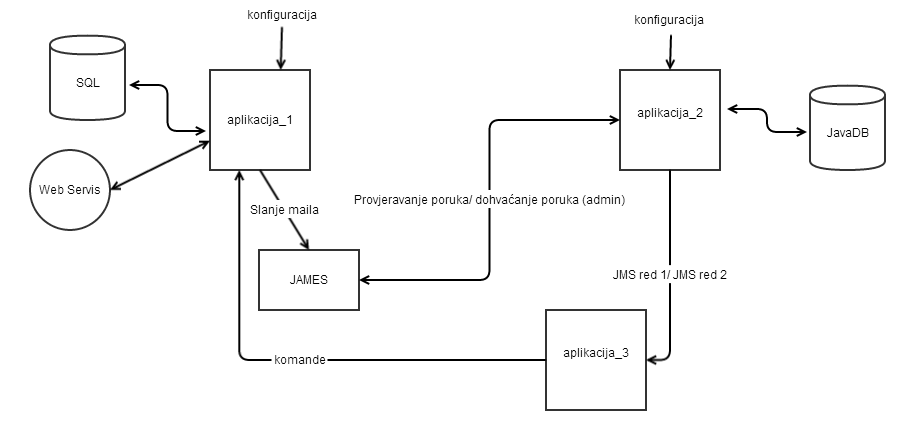 konfiguracija
konfiguracija
SQL
aplikacija_1
aplikacija_2
JavaDB
Web Servis
Slanje maila
Provjeravanje poruka/ dohvaćanje poruka (admin)
JAMES
JMS red 1/ JMS red 2
komande
aplikacija_3